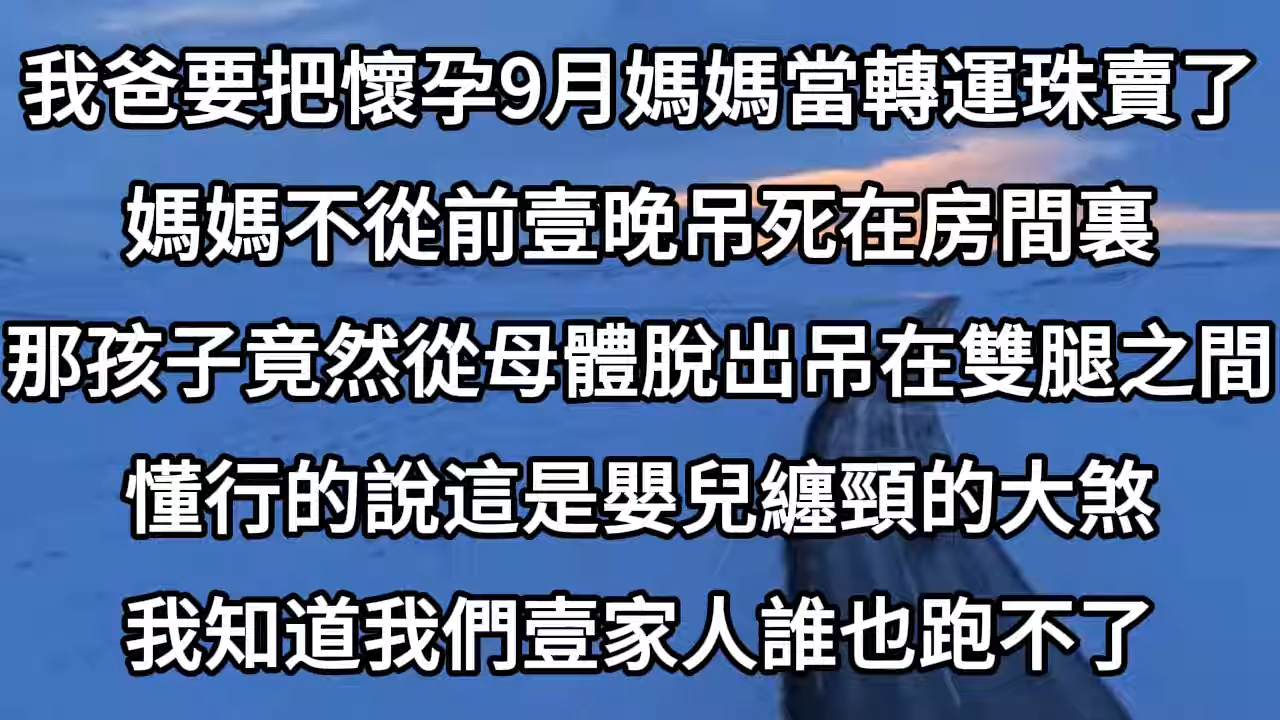 我爸要把懷孕9月媽媽當轉運珠賣了
媽媽不從前壹晚吊死在房間裏
那孩子竟然從母體脫出吊在雙腿之間
懂行的說這是嬰兒纏頸的大煞
我知道我們壹家人誰也跑不了